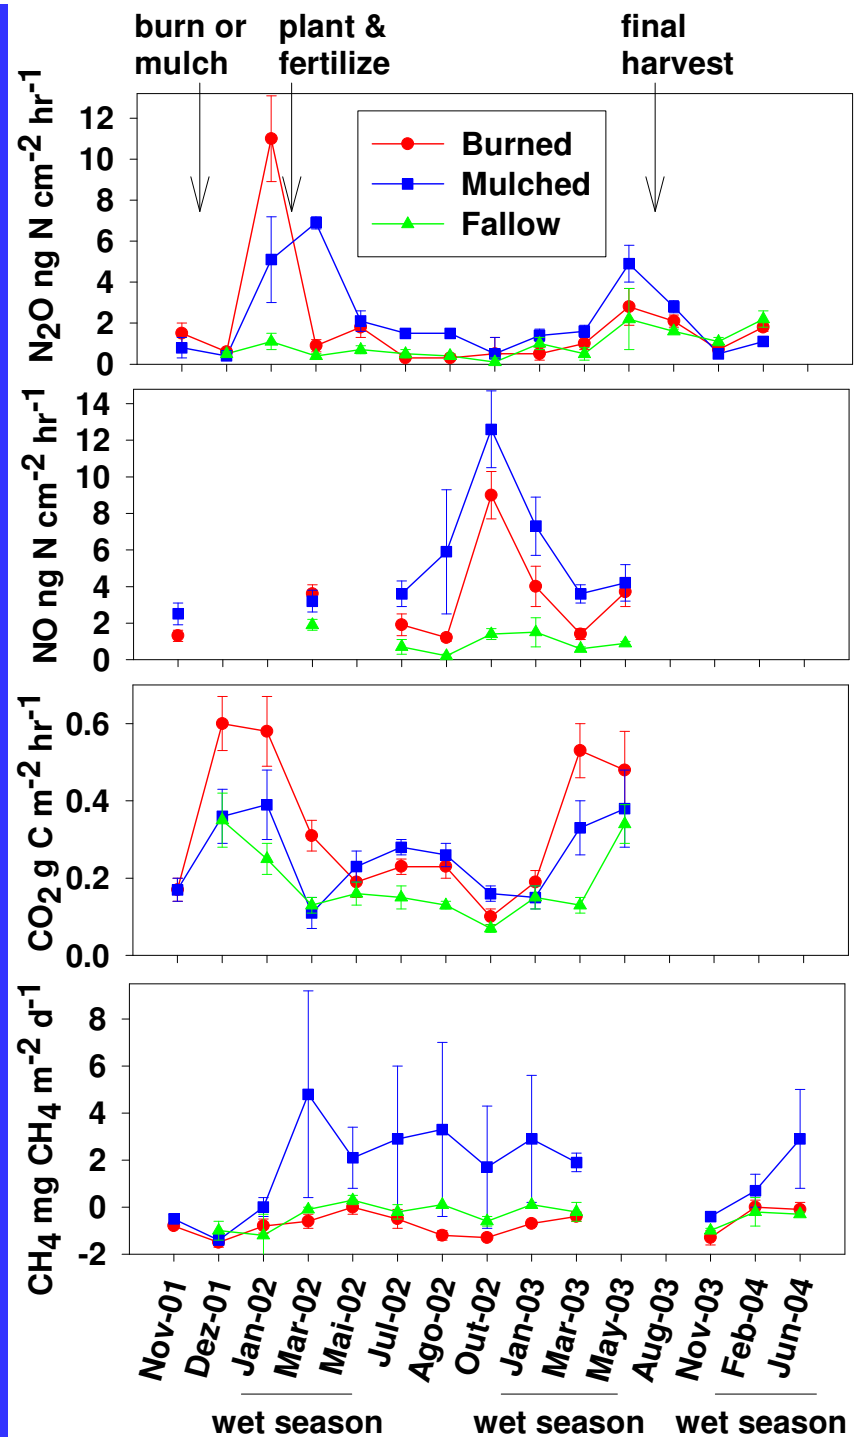 burn or plant & final
mulch fertilize harvest
N₂O ng N cm⁻² hr⁻¹
12
10
8
6
4
2
0
Burned
Mulched
Fallow
NO ng N cm⁻² hr⁻¹
14
12
10
8
6
4
2
0
CO₂ g C m⁻² hr⁻¹
0.6
0.4
0.2
0.0
CH₄ mg CH₄ m⁻² d⁻¹
8
6
4
2
0
-2
Nov-01 Dez-01 Jan-02 Mar-02 Mai-02 Jul-02 Ago-02 Out-02 Jan-03 Mar-03 May-03 Aug-03 Nov-03 Feb-04 Jun-04
wet season wet season wet season